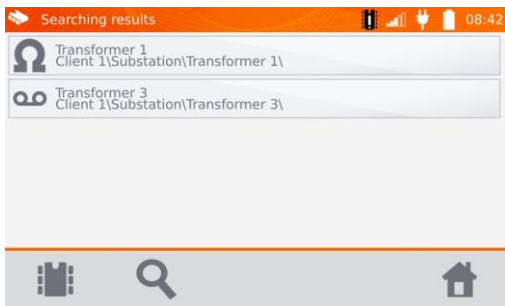 Searching results
08:42
Transformer 1
Client 1\Substation\Transformer 1\
Transformer 3
Client 1\Substation\Transformer 3\